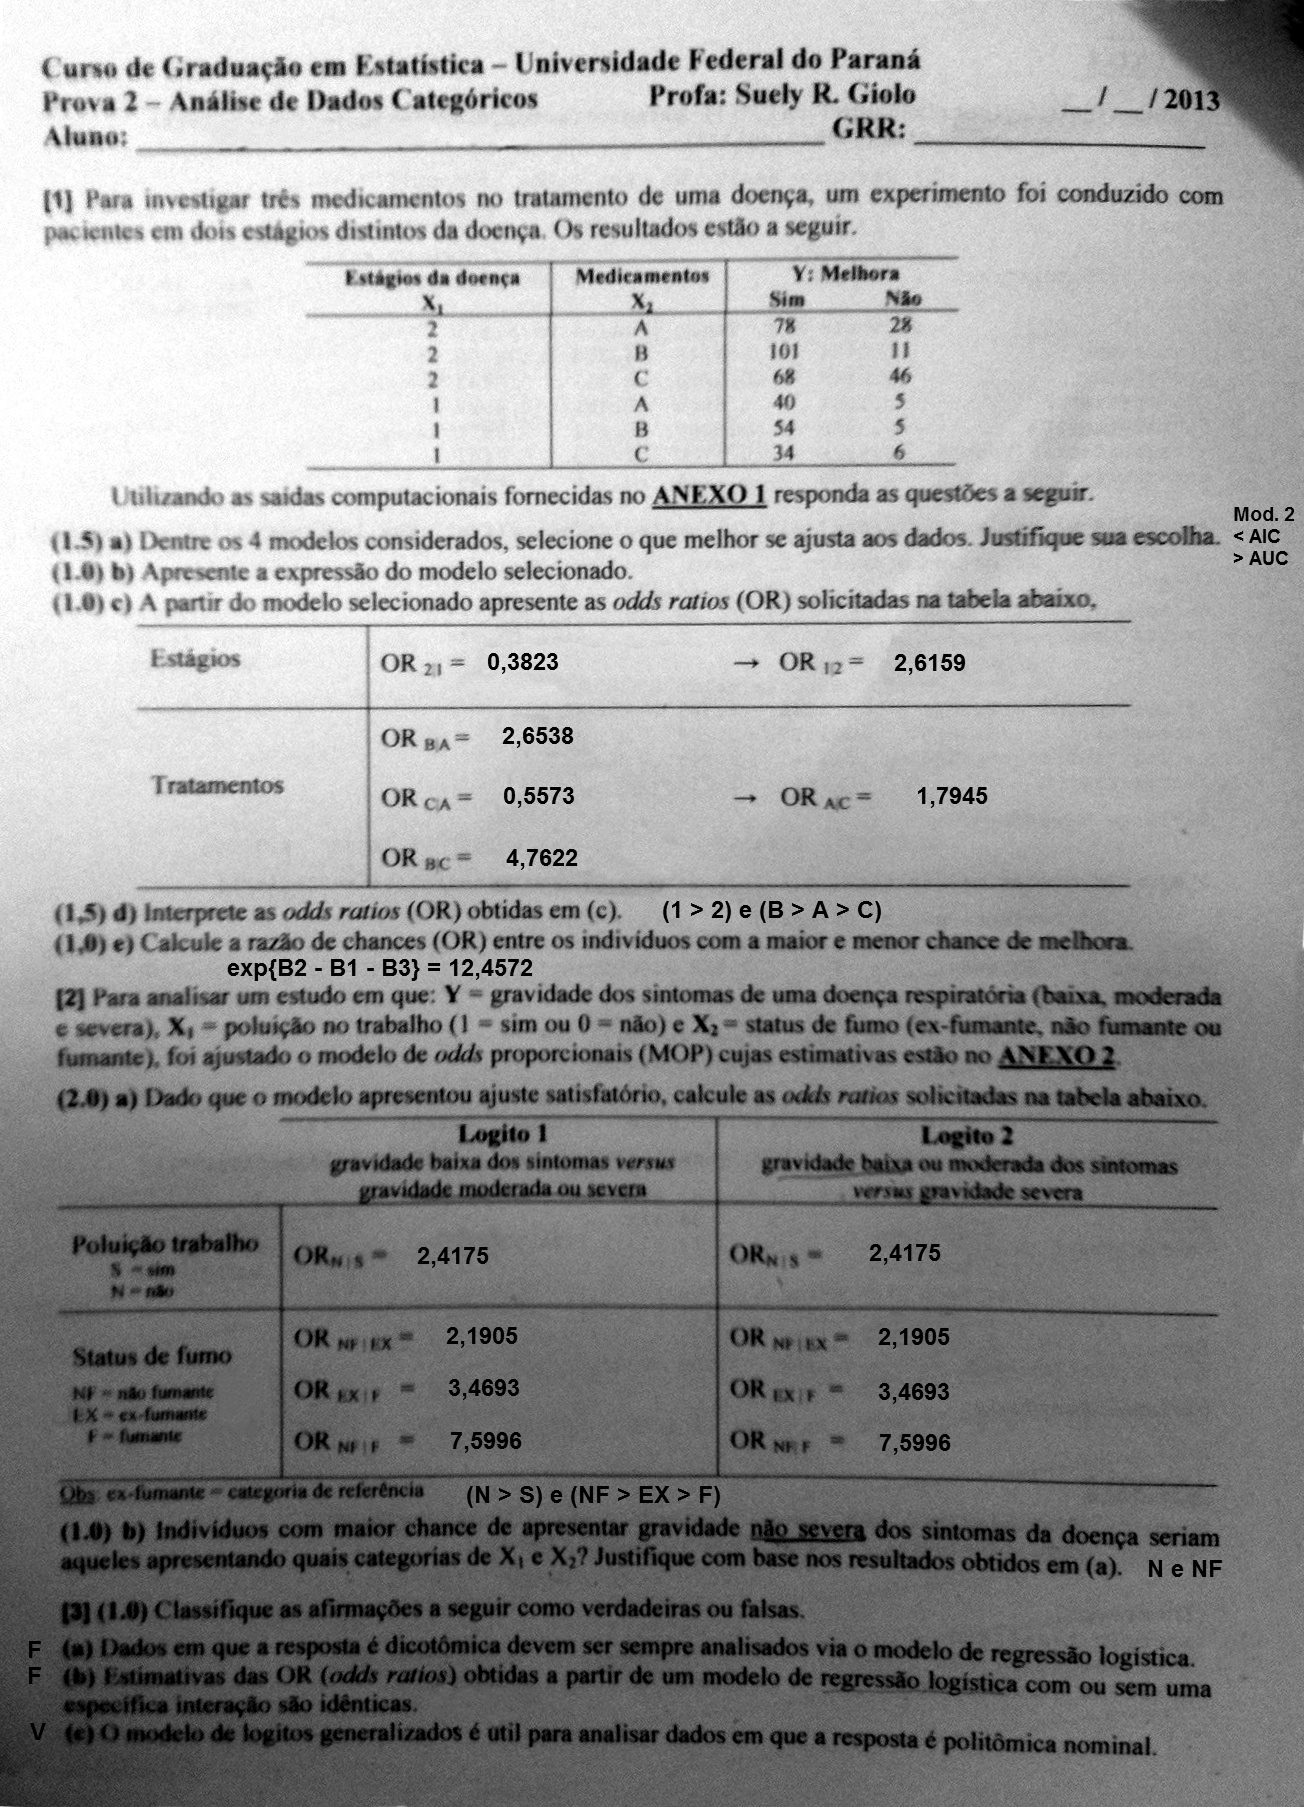 Curso de Graduação em Estatística – Universidade Federal do Paraná
Prova 2 – Análise de Dados Categóricos Profa: Suely R. Giolo __ / __ / 2013
Aluno: ____ GRR: ____
[1] Para investigar três medicamentos no tratamento de uma doença, um experimento foi conduzido com
pacientes em dois estágios distintos da doença. Os resultados estão a seguir.
Estágios da doença Medicamentos Y: Melhora
X₁ X₂ Sim Não
2 A 78 28
2 B 101 11
2 C 68 46
1 A 40 5
1 B 54 5
1 C 34 6
Utilizando as saídas computacionais fornecidas no ANEXO 1 responda as questões a seguir.
Mod. 2
(1.5) a) Dentre os 4 modelos considerados, selecione o que melhor se ajusta aos dados. Justifique sua escolha. < AIC
> AUC
(1.0) b) Apresente a expressão do modelo selecionado.
(1.0) c) A partir do modelo selecionado apresente as odds ratios (OR) solicitadas na tabela abaixo.
Estágios OR 2|1 = 0,3823 → OR 1|2 = 2,6159
OR B|A = 2,6538
Tratamentos OR C|A = 0,5573 → OR A|C = 1,7945
OR B|C = 4,7622
(1,5) d) Interprete as odds ratios (OR) obtidas em (c). (1 > 2) e (B > A > C)
(1,0) e) Calcule a razão de chances (OR) entre os indivíduos com a maior e menor chance de melhora.
exp{B2 - B1 - B3} = 12,4572
[2] Para analisar um estudo em que: Y = gravidade dos sintomas de uma doença respiratória (baixa, moderada
e severa), X₁ = poluição no trabalho (1 = sim ou 0 = não) e X₂ = status de fumo (ex-fumante, não fumante ou
fumante), foi ajustado o modelo de odds proporcionais (MOP) cujas estimativas estão no ANEXO 2.
(2.0) a) Dado que o modelo apresentou ajuste satisfatório, calcule as odds ratios solicitadas na tabela abaixo.
Logito 1 Logito 2
gravidade baixa dos sintomas versus gravidade baixa ou moderada dos sintomas
gravidade moderada ou severa versus gravidade severa
Poluição trabalho ORN | S = 2,4175 ORN | S = 2,4175
S = sim
N = não
OR NF | EX = 2,1905 OR NF | EX = 2,1905
Status de fumo
NF = não fumante OR EX | F = 3,4693 OR EX | F = 3,4693
EX = ex-fumante
F = fumante OR NF | F = 7,5996 OR NF| F = 7,5996
Obs: ex-fumante = categoria de referência (N > S) e (NF > EX > F)
(1.0) b) Indivíduos com maior chance de apresentar gravidade não severa dos sintomas da doença seriam
aqueles apresentando quais categorias de X₁ e X₂? Justifique com base nos resultados obtidos em (a). N e NF
[3] (1.0) Classifique as afirmações a seguir como verdadeiras ou falsas.
F (a) Dados em que a resposta é dicotômica devem ser sempre analisados via o modelo de regressão logística.
F (b) Estimativas das OR (odds ratios) obtidas a partir de um modelo de regressão logística com ou sem uma
específica interação são idênticas.
V (c) O modelo de logitos generalizados é útil para analisar dados em que a resposta é politômica nominal.